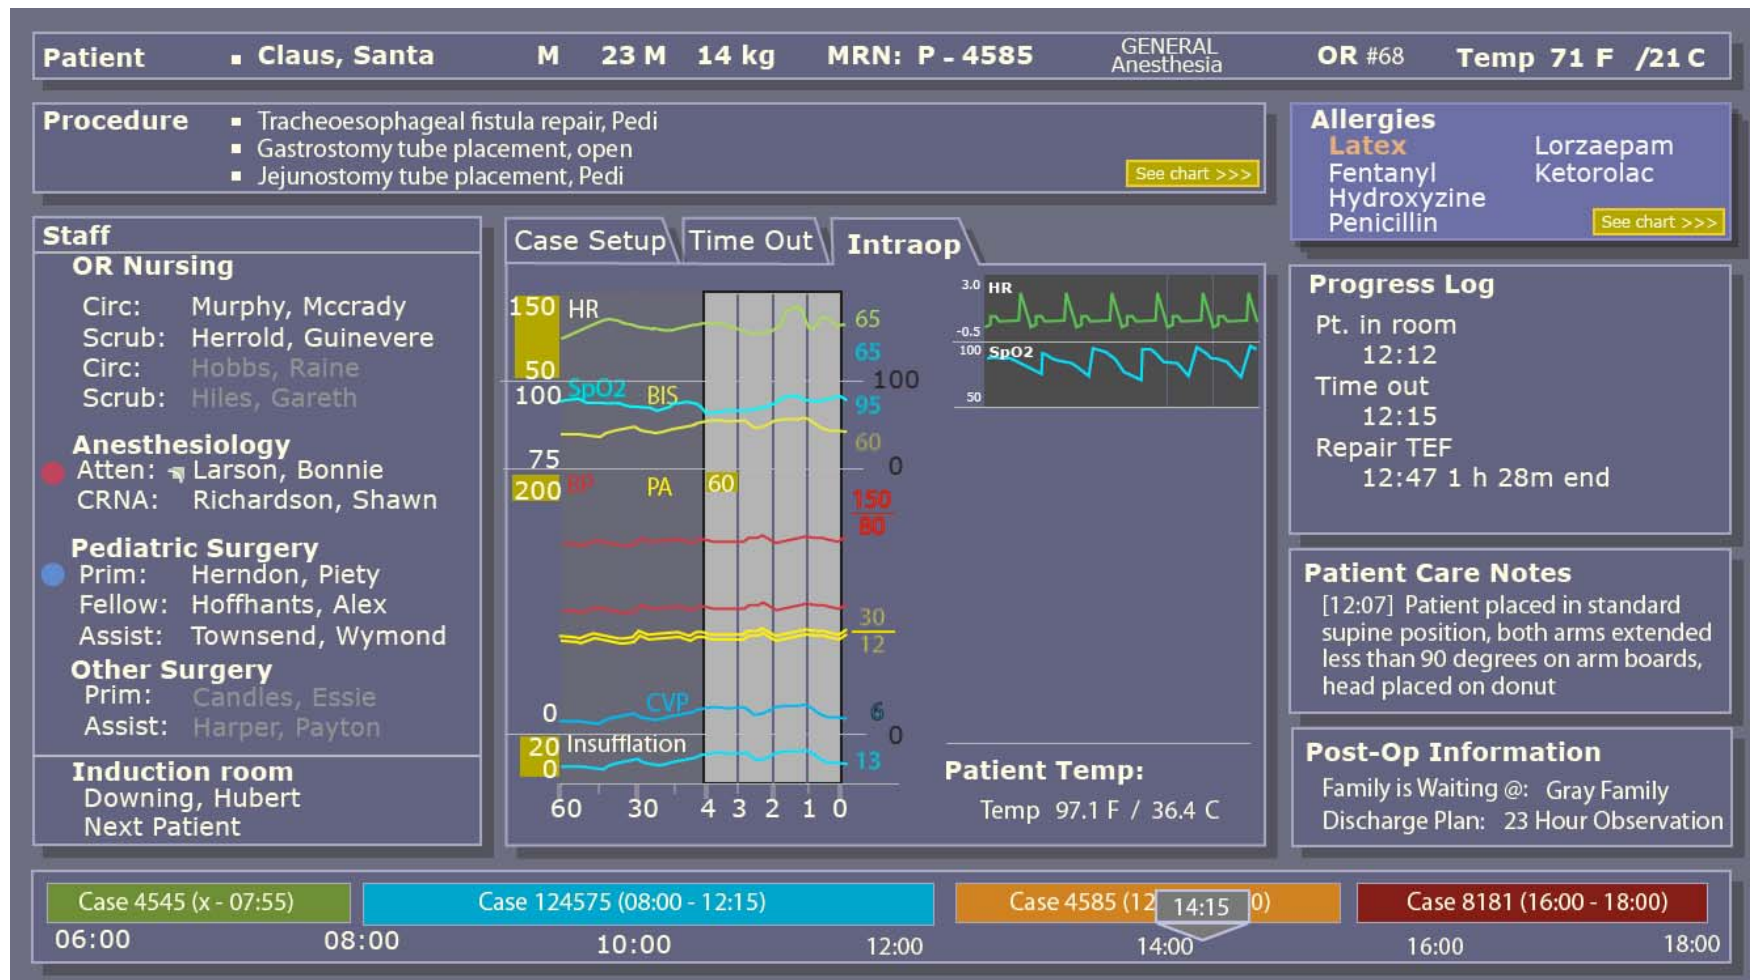 Patient ▪ Claus, Santa M 23 M 14 kg MRN: P - 4585 GENERAL Anesthesia OR #68 Temp 71 F /21 C
Procedure ▪ Tracheoesophageal fistula repair, Pedi
▪ Gastrostomy tube placement, open
▪ Jejunostomy tube placement, Pedi
See chart >>>
Allergies
Latex Lorzaepam
Fentanyl Ketorolac
Hydroxyzine
Penicillin
See chart >>>
Staff
OR Nursing
Circ: Murphy, Mccrady
Scrub: Herrold, Guinevere
Circ: Hobbs, Raine
Scrub: Hiles, Gareth
Anesthesiology
Atten: Larson, Bonnie
CRNA: Richardson, Shawn
Pediatric Surgery
Prim: Herndon, Piety
Fellow: Hoffhants, Alex
Assist: Townsend, Wymond
Other Surgery
Prim: Candles, Essie
Assist: Harper, Payton
Induction room
Downing, Hubert
Next Patient
Case Setup Time Out Intraop
150 HR 65
65
50
100 SpO2 BIS 100
95
60
75 0
200 BP PA 60 150
80
30
12
0 CVP 6
0
20 Insufflation
0 13
60 30 4 3 2 1 0
3.0 HR
-0.5
100 SpO2
50
Patient Temp:
Temp 97.1 F / 36.4 C
Progress Log
Pt. in room
12:12
Time out
12:15
Repair TEF
12:47 1 h 28m end
Patient Care Notes
[12:07] Patient placed in standard
supine position, both arms extended
less than 90 degrees on arm boards,
head placed on donut
Post-Op Information
Family is Waiting @: Gray Family
Discharge Plan: 23 Hour Observation
Case 4545 (x - 07:55) Case 124575 (08:00 - 12:15) Case 4585 (12 14:15 0) Case 8181 (16:00 - 18:00)
06:00 08:00 10:00 12:00 14:00 16:00 18:00